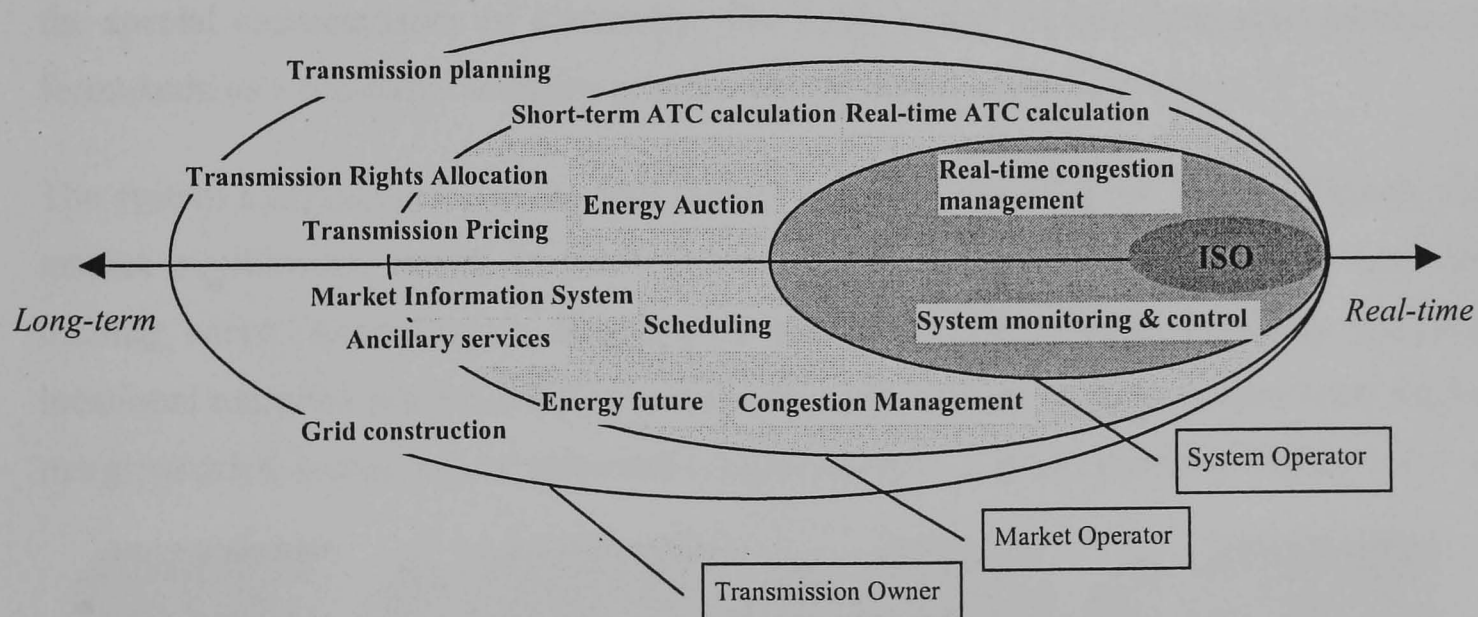 Transmission planning
Short-term ATC calculation Real-time ATC calculation
Transmission Rights Allocation
Real-time congestion
management
Energy Auction
Transmission Pricing
ISO
Long-term
Market Information System
Scheduling
System monitoring & control
Real-time
Ancillary services
Energy future
Congestion Management
Grid construction
System Operator
Market Operator
Transmission Owner